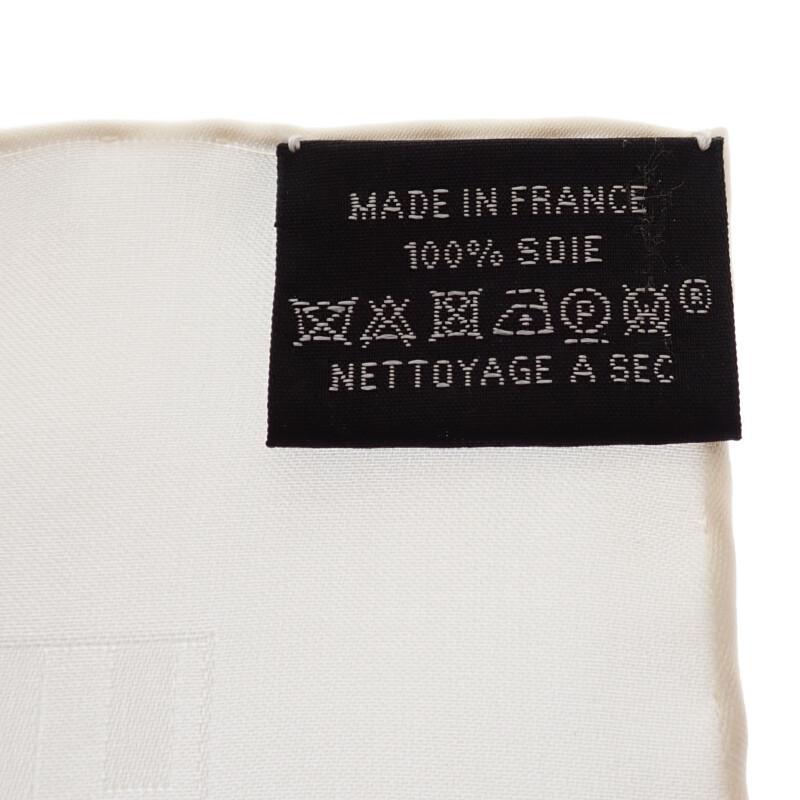 MADE IN FRANCE
100% SOIE
P W ®
NETTOYAGE A SEC